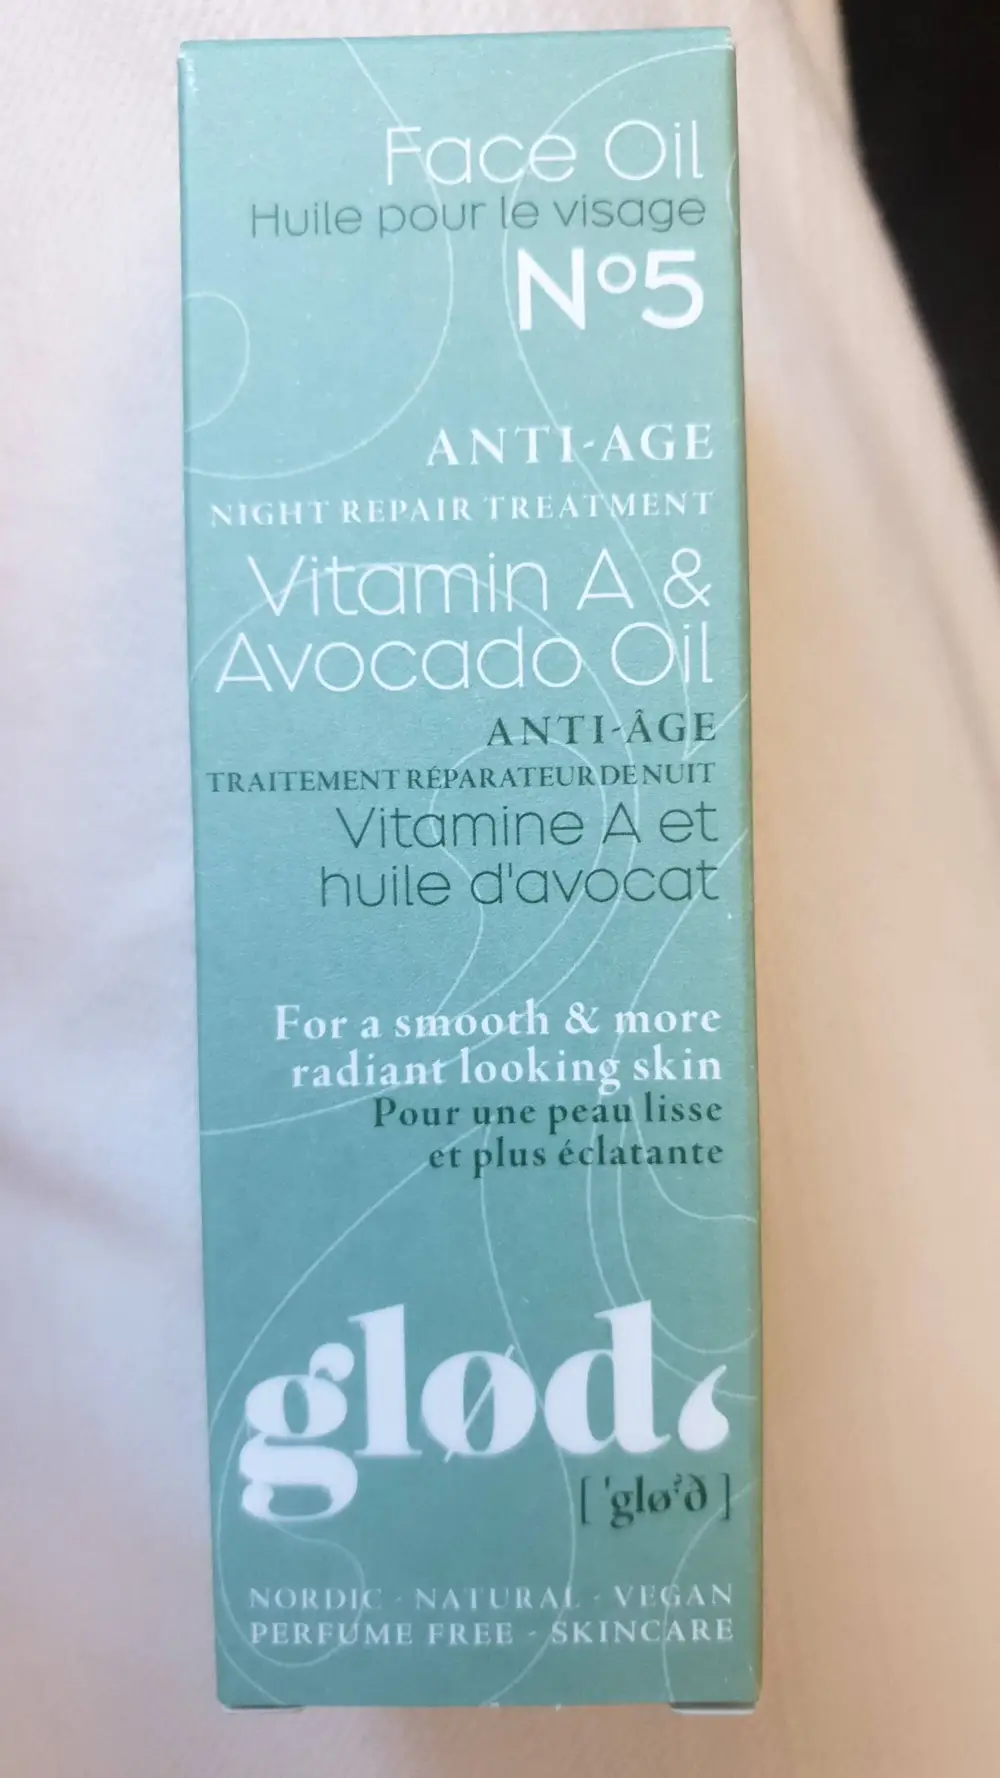 Face Oil
Huile pour le visage
Nº5
ANTI-AGE
NIGHT REPAIR TREATMENT
Vitamin A &
Avocado Oil
ANTI-ÂGE
TRAITEMENT RÉPARATEUR DE NUIT
Vitamine A et
huile d'avocat
For a smooth & more
radiant looking skin
Pour une peau lisse
et plus éclatante
glød
[ 'gløˀð ]
NORDIC - NATURAL - VEGAN
PERFUME FREE - SKINCARE